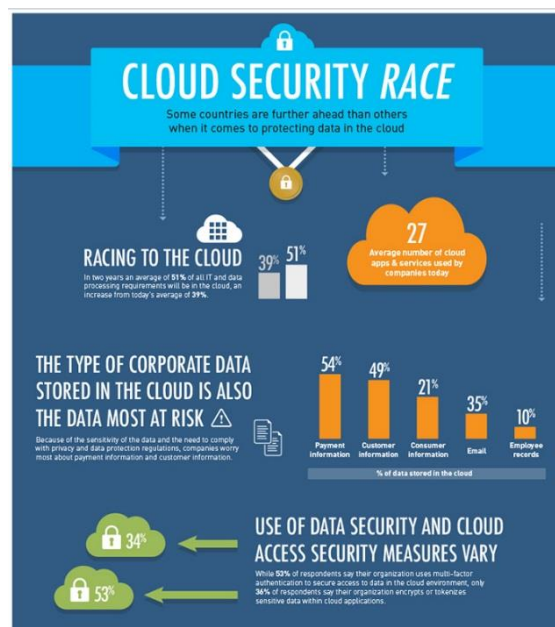 CLOUD SECURITY RACE
Some countries are further ahead than others
when it comes to protecting data in the cloud
RACING TO THE CLOUD
In two years an average of 51% of all IT and data
processing requirements will be in the cloud, an
increase from today's average of 39%.
39%
51%
27
Average number of cloud
apps & services used by
companies today
THE TYPE OF CORPORATE DATA
STORED IN THE CLOUD IS ALSO
THE DATA MOST AT RISK
Because of the sensitivity of the data and the need to comply
with privacy and data protection regulations, companies worry
most about payment information and customer information.
54%
49%
21%
35%
10%
Payment
information
Customer
information
Consumer
information
Email
Employee
records
% of data stored in the cloud
34%
53%
USE OF DATA SECURITY AND CLOUD
ACCESS SECURITY MEASURES VARY
While 53% of respondents say their organization uses multi-factor
authentication to secure access to data in the cloud environment, only
36% of respondents say their organization encrypts or tokenizes
sensitive data within cloud applications.